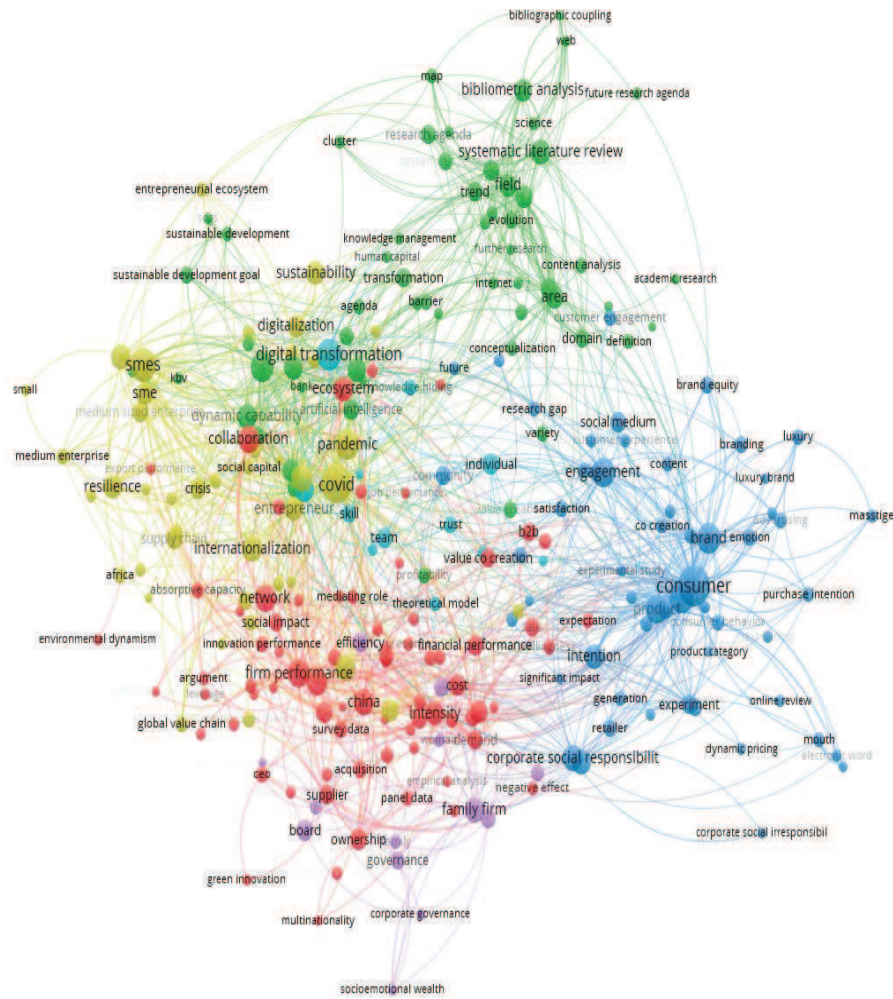 bibliographic coupling
web
map
bibliometric analysis
future research agenda
science
research agenda
cluster
systematic literature review
field
trend
entrepreneurial ecosystem
evolution
sustainable development
knowledge management
further research
human capital
content analysis
sustainable development goal
sustainability
transformation
internet
academic research
area
agenda
barrier
customer engagement
digitalization
domain
definition
conceptualization
digital transformation
smes
future
kbv
sme
bank
ecosystem
knowledge hiding
brand equity
small
medium sized enterprise
artificial intelligence
research gap
dynamic capability
social medium
collaboration
variety
customer experience
branding
luxury
pandemic
medium enterprise
export performance
social capital
individual
engagement
content
resilience
crisis
covid
community
job performance
luxury brand
satisfaction
value creation
entrepreneur
skill
co creation
advertising
masstige
trust
b2b
brand
emotion
supply chain
team
internationalization
value co creation
experimental study
africa
profitability
consumer
absorptive capacity
mediating role
theoretical model
purchase intention
network
product
environmental dynamism
social impact
expectation
consumer behavior
innovation performance
efficiency
financial performance
intention
product category
argument
firm performance
cost
significant impact
leverage
china
intensity
generation
experiment
online review
global value chain
survey data
retailer
woman
demand
corporate social responsibilit
dynamic pricing
mouth
electronic word
ceo
acquisition
empirical analysis
negative effect
supplier
panel data
family firm
board
ownership
family
corporate social irresponsibil
governance
green innovation
multinationality
corporate governance
socioemotional wealth